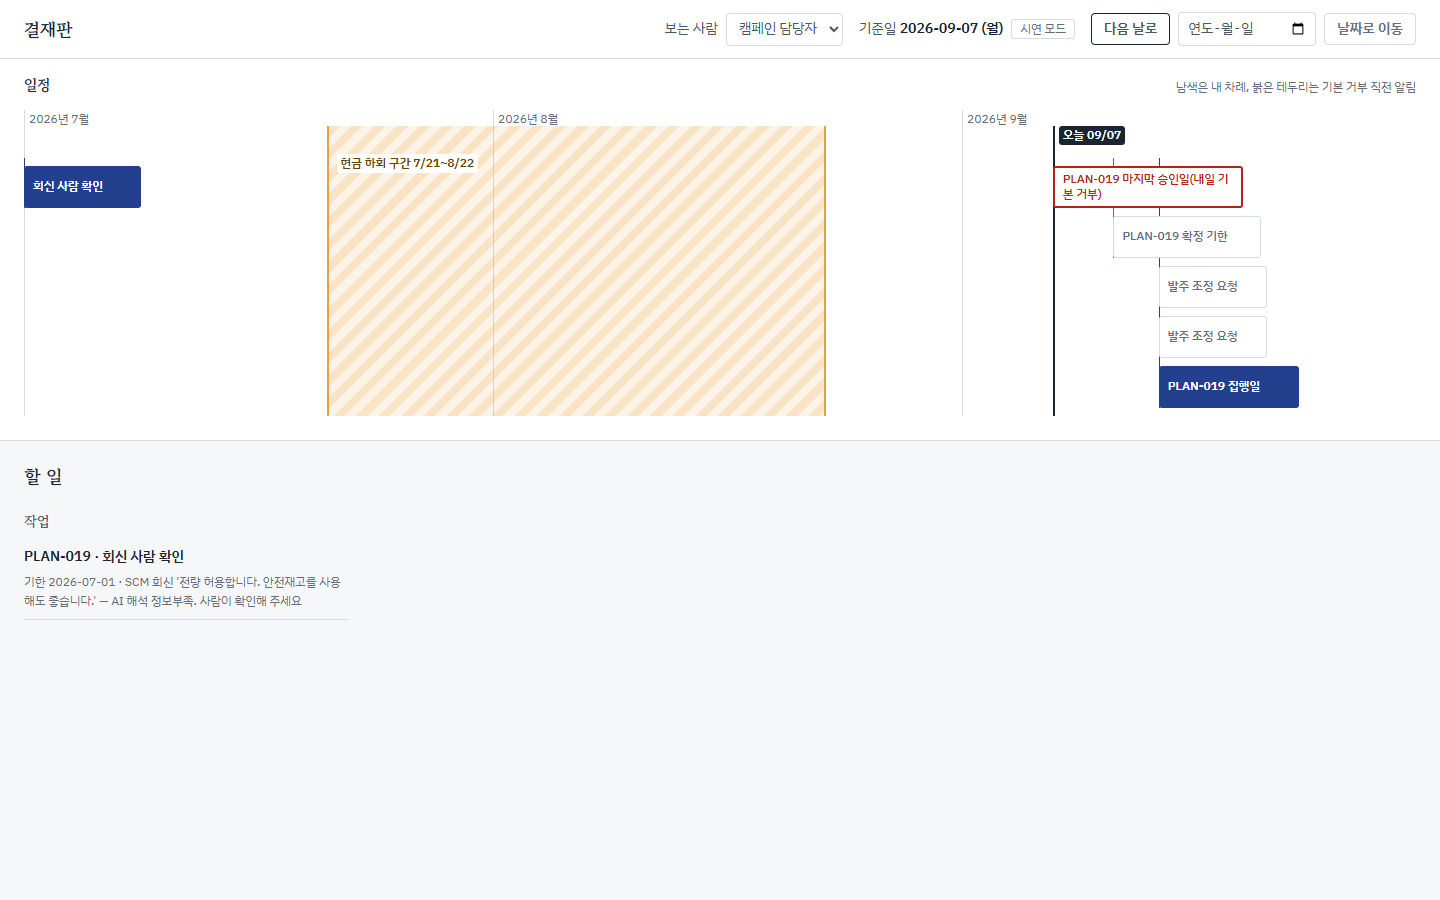 결재판
보는 사람 캠페인 담당자 기준일 2026-09-07 (월) 시연 모드 다음 날로 연도-월-일 날짜로 이동
일정
남색은 내 차례, 붉은 테두리는 기본 거부 직전 알림
2026년 7월
2026년 8월
2026년 9월
오늘 09/07
현금 하회 구간 7/21~8/22
회신 사람 확인
PLAN-019 마지막 승인일(내일 기
본 거부)
PLAN-019 확정 기한
발주 조정 요청
발주 조정 요청
PLAN-019 집행일
할 일
작업
PLAN-019 · 회신 사람 확인
기한 2026-07-01 · SCM 회신 '전량 허용합니다. 안전재고를 사용
해도 좋습니다.' — AI 해석 정보부족. 사람이 확인해 주세요